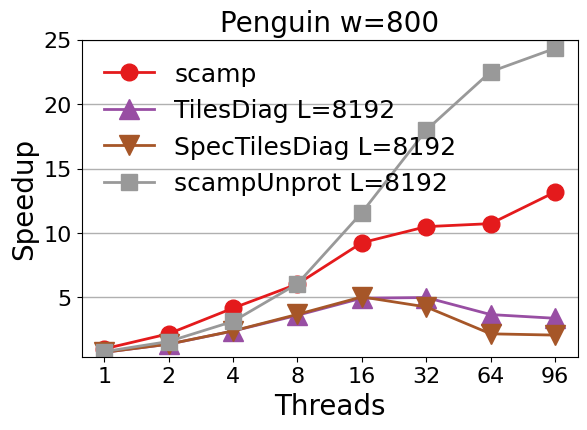 Penguin w=800
25
20
15
10
5
Speedup
scamp
TilesDiag L=8192
SpecTilesDiag L=8192
scampUnprot L=8192
1 2 4 8 16 32 64 96
Threads